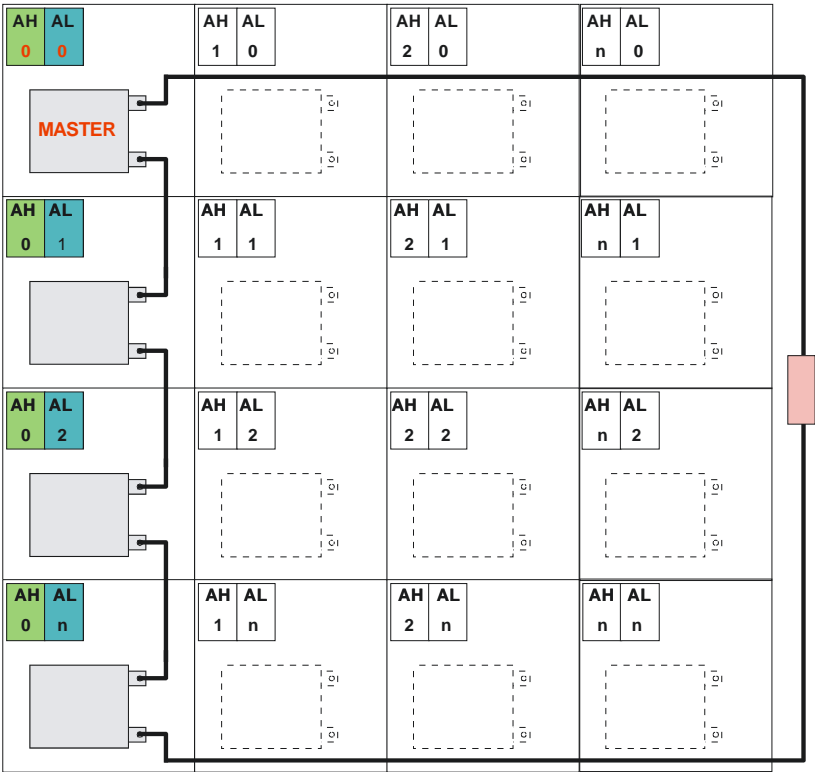 AH AL AH AL AH AL AH AL
0 0 1 0 2 0 n 0
MASTER
AH AL AH AL AH AL AH AL
0 1 1 1 2 1 n 1
AH AL AH AL AH AL AH AL
0 2 1 2 2 2 n 2
AH AL AH AL AH AL AH AL
0 n 1 n 2 n n n